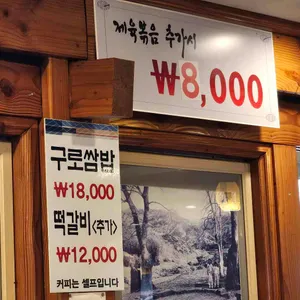 제육볶음 추가시
₩8,000
구로쌈밥
₩18,000
떡갈비<추가>
₩12,000
커피는 셀프입니다